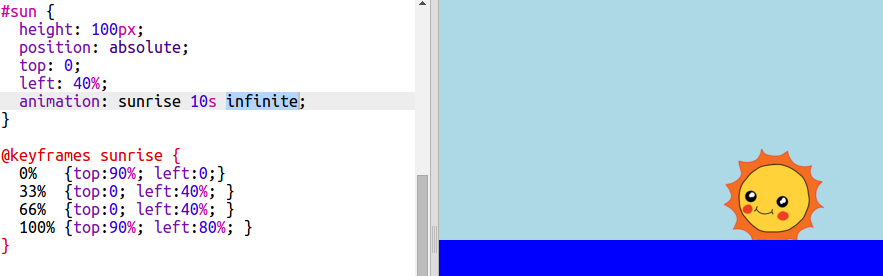 #sun {
  height: 100px;
  position: absolute;
  top: 0;
  left: 40%;
  animation: sunrise 10s infinite;
}
@keyframes sunrise {
  0%   {top:90%; left:0;}
  33%  {top:0; left:40%; }
  66%  {top:0; left:40%; }
  100% {top:90%; left:80%; }
}